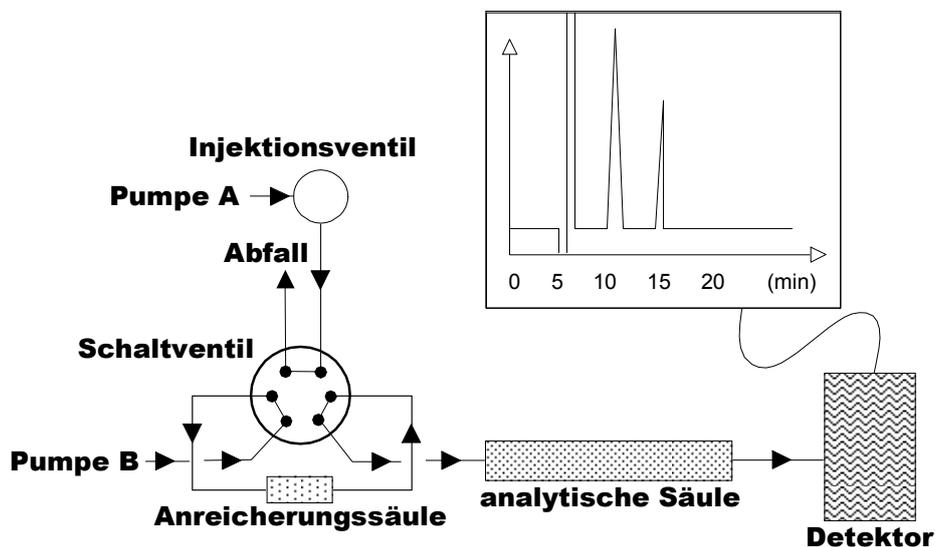 Injektionsventil
Pumpe A
Abfall
Schaltventil
Pumpe B
Anreicherungssäule
analytische Säule
Detektor
0 5 10 15 20 (min)